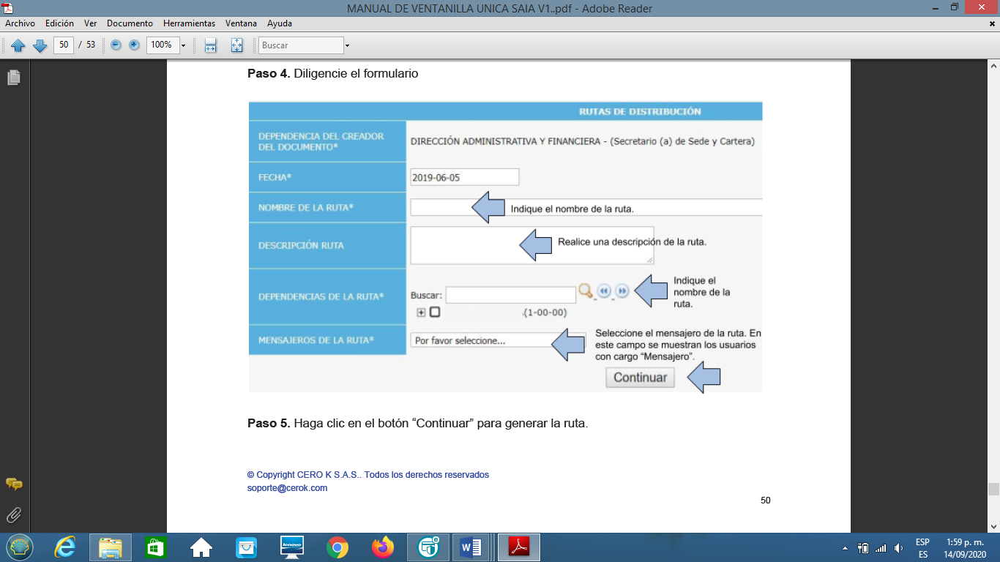 MANUAL DE VENTANILLA UNICA SAIA V1..pdf - Adobe Reader
Archivo Edición Ver Documento Herramientas Ventana Ayuda
50 / 53 100% Buscar
Paso 4. Diligencie el formulario
RUTAS DE DISTRIBUCIÓN
DEPENDENCIA DEL CREADOR
DEL DOCUMENTO*
DIRECCIÓN ADMINISTRATIVA Y FINANCIERA - (Secretario (a) de Sede y Cartera)
FECHA*
2019-06-05
NOMBRE DE LA RUTA*
Indique el nombre de la ruta.
DESCRIPCIÓN RUTA
Realice una descripción de la ruta.
DEPENDENCIAS DE LA RUTA*
Buscar:
.(1-00-00)
Indique el
nombre de la
ruta.
MENSAJEROS DE LA RUTA*
Por favor seleccione...
Seleccione el mensajero de la ruta. En
este campo se muestran los usuarios
con cargo “Mensajero”.
Continuar
Paso 5. Haga clic en el botón “Continuar” para generar la ruta.
© Copyright CERO K S.A.S.. Todos los derechos reservados
soporte@cerok.com
50
lenovo
ESP
ES
1:59 p. m.
14/09/2020